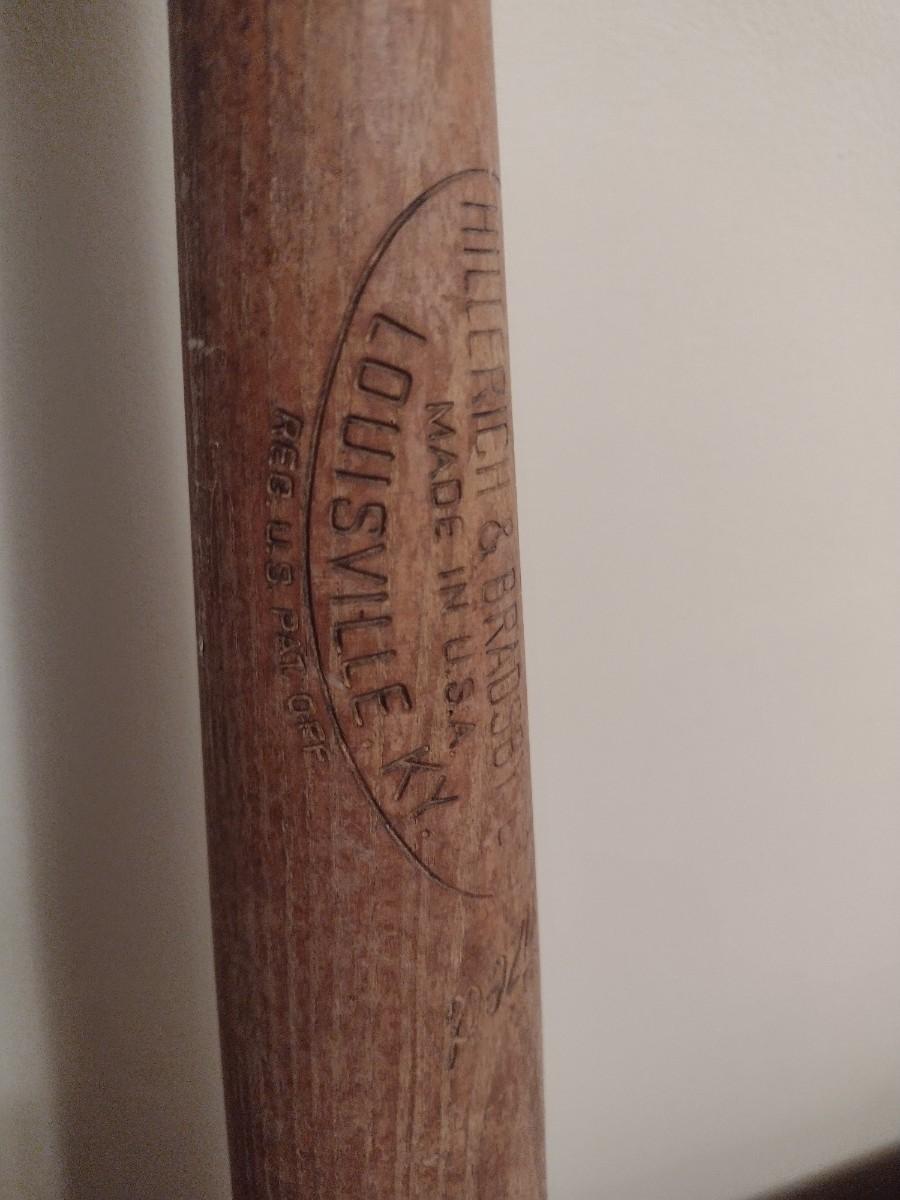 HILLERICH & BRADSBY C
MADE IN U.S.A.
LOUISVILLE. KY.
REG. U.S. PAT. OFF.